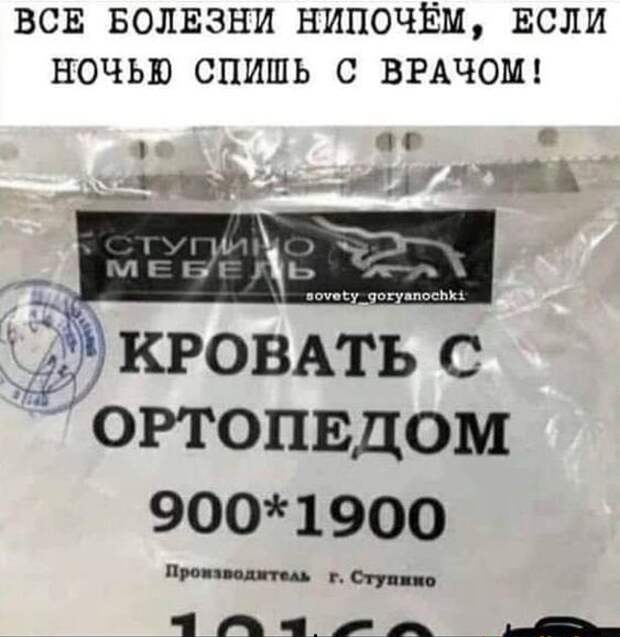 ВСЕ БОЛЕЗНИ НИПОЧЁМ, ЕСЛИ
НОЧЬЮ СПИШЬ С ВРАЧОМ!
СТУПИНО
МЕБЕЛЬ
sovety_goryanochki
КРОВАТЬ С
ОРТОПЕДОМ
900*1900
Производитель г. Ступино